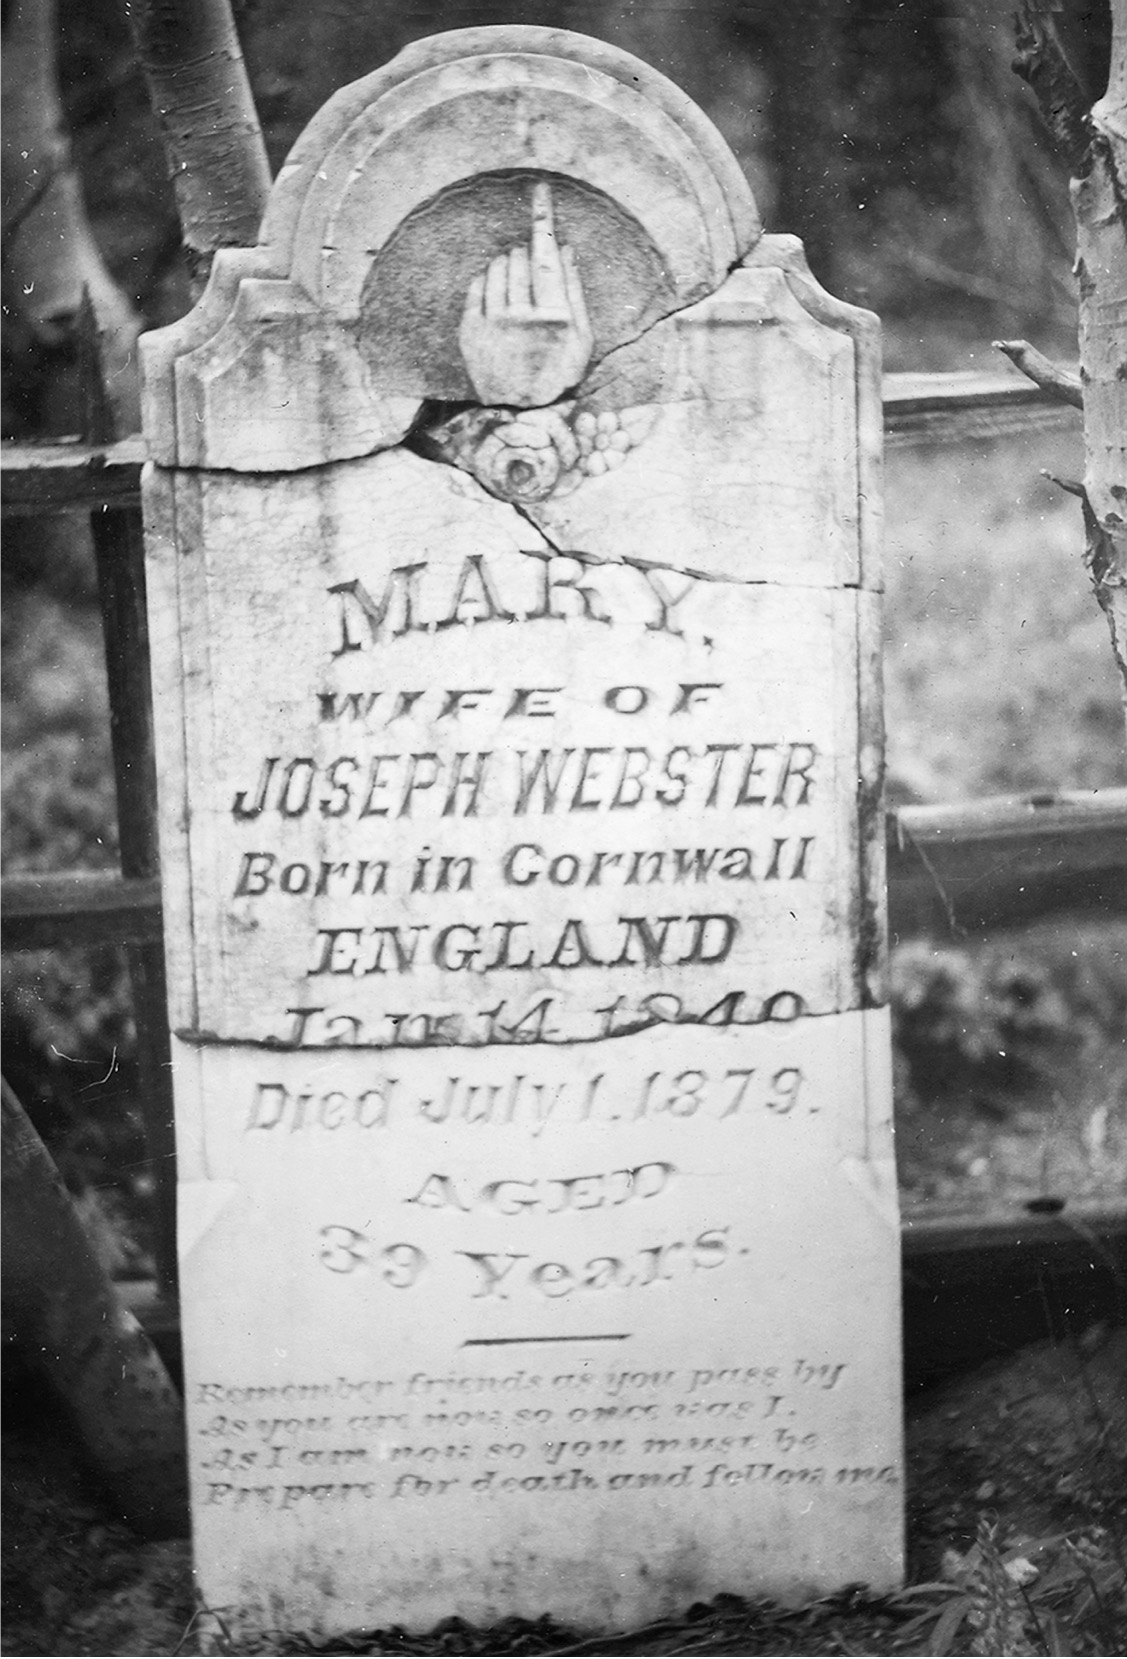 MARY.
WIFE OF
JOSEPH WEBSTER
Born in Cornwall
ENGLAND
Jan. 14, 1840
Died July 1. 1879.
AGED
39 Years.
Remember friends as you pass by
As you are now so once was I.
As I am now so you must be
Prepare for death and follow me.